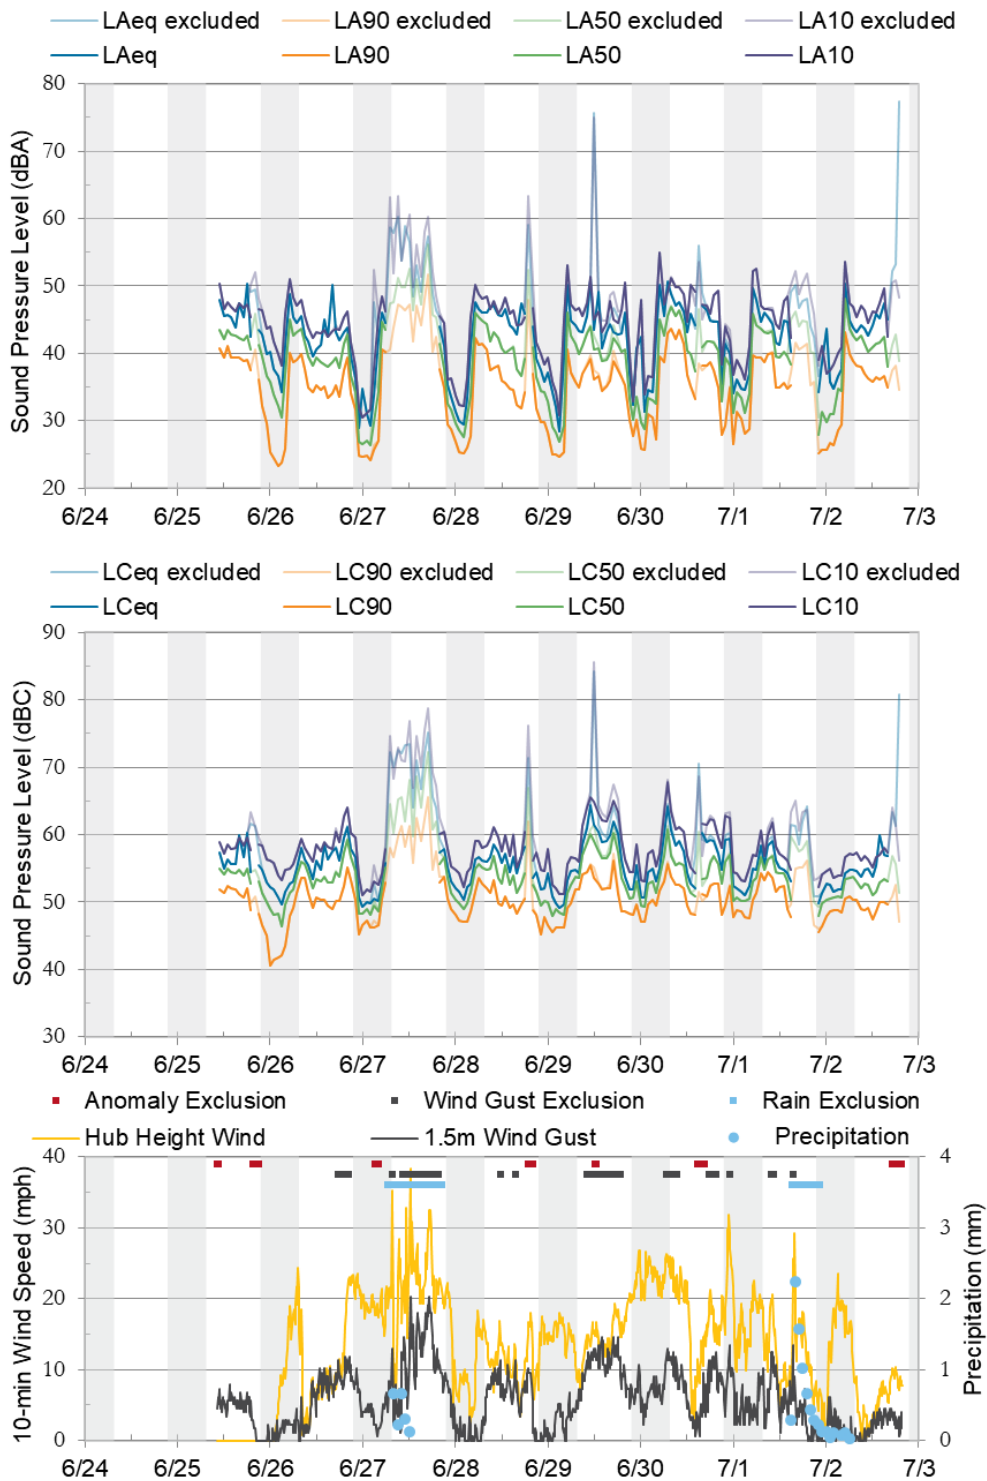 LAeq excluded LA90 excluded LA50 excluded LA10 excluded
LAeq LA90 LA50 LA10
Sound Pressure Level (dBA)
80
70
60
50
40
30
20
6/24 6/25 6/26 6/27 6/28 6/29 6/30 7/1 7/2 7/3
LCeq excluded LC90 excluded LC50 excluded LC10 excluded
LCeq LC90 LC50 LC10
Sound Pressure Level (dBC)
90
80
70
60
50
40
30
6/24 6/25 6/26 6/27 6/28 6/29 6/30 7/1 7/2 7/3
Anomaly Exclusion Wind Gust Exclusion Rain Exclusion
Hub Height Wind 1.5m Wind Gust Precipitation
10-min Wind Speed (mph)
Precipitation (mm)
40 4
30 3
20 2
10 1
0 0
6/24 6/25 6/26 6/27 6/28 6/29 6/30 7/1 7/2 7/3